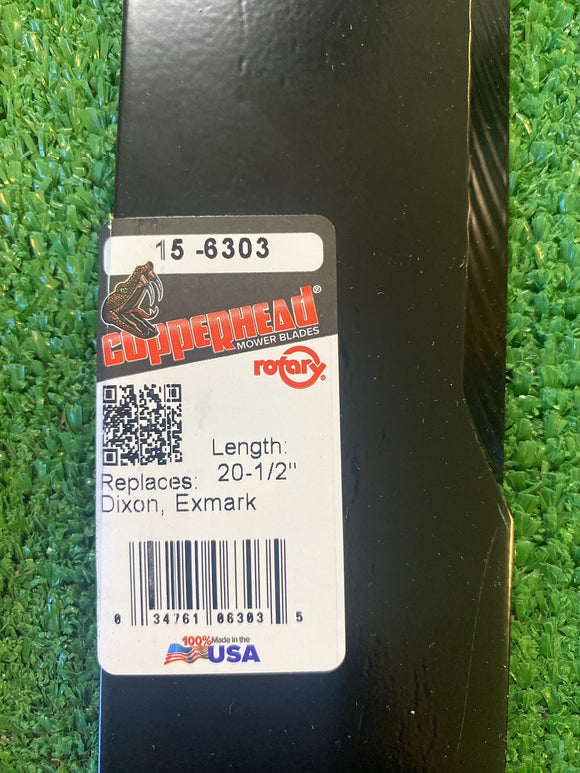 15 -6303
COPPERHEAD®
MOWER BLADES
rotary®
Length:
20-1/2"
Replaces:
Dixon, Exmark
0 34761 06303 5
100% Made in the
USA